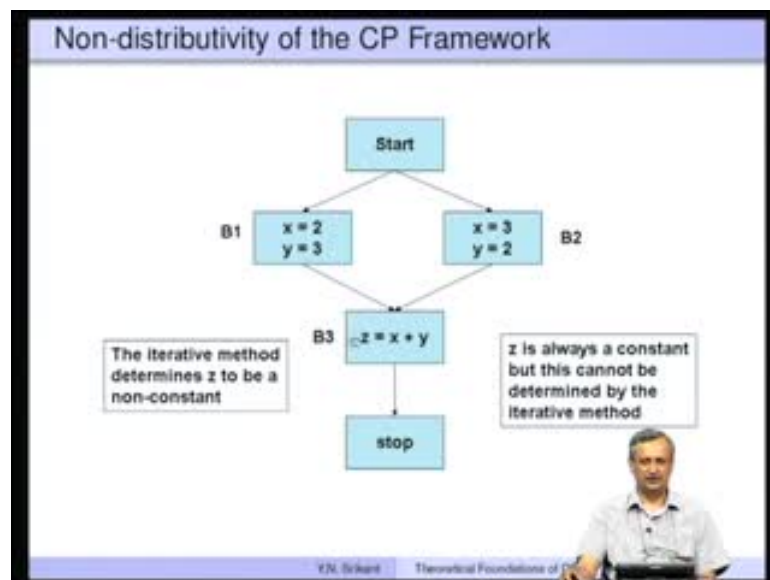 Non-distributivity of the CP Framework
Start
B1
x = 2
y = 3
x = 3
y = 2
B2
B3
z = x + y
The iterative method
determines z to be a
non-constant
z is always a constant
but this cannot be
determined by the
iterative method
stop
Y.N. Srikant
Theoretical Foundations of